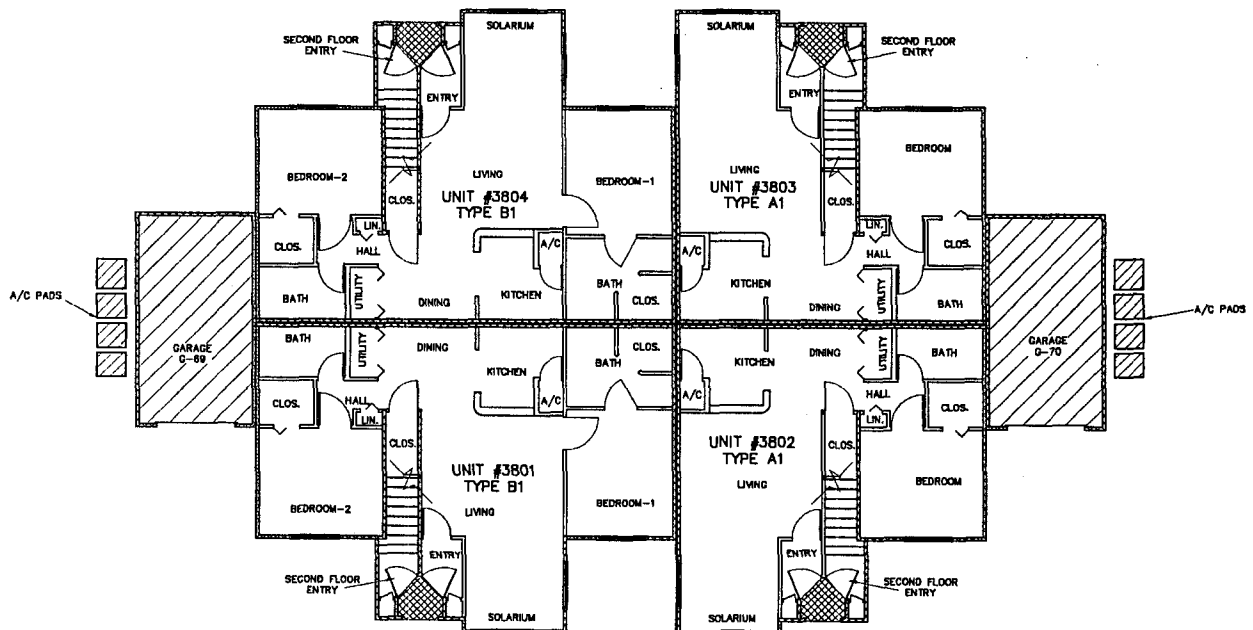 SOLARIUM
SOLARIUM
SECOND FLOOR
ENTRY
SECOND FLOOR
ENTRY
ENTRY
ENTRY
BEDROOM-2
LIVING
UNIT #3804
TYPE B1
BEDROOM-1
LIVING
UNIT #3803
TYPE A1
BEDROOM
CLOS.
CLOS.
LIN.
LIN.
CLOS.
HALL
A/C
A/C
HALL
CLOS.
A/C PADS
BATH
UTILITY
DINING
KITCHEN
BATH
CLOS.
KITCHEN
DINING
UTILITY
BATH
A/C PADS
GARAGE
G-69
BATH
UTILITY
DINING
KITCHEN
BATH
CLOS.
KITCHEN
DINING
UTILITY
BATH
GARAGE
G-70
CLOS.
HALL
LIN.
A/C
A/C
HALL
LIN.
CLOS.
CLOS.
CLOS.
UNIT #3801
TYPE B1
UNIT #3802
TYPE A1
BEDROOM-2
LIVING
BEDROOM-1
LIVING
BEDROOM
ENTRY
ENTRY
SECOND FLOOR
ENTRY
SECOND FLOOR
ENTRY
SOLARIUM
SOLARIUM